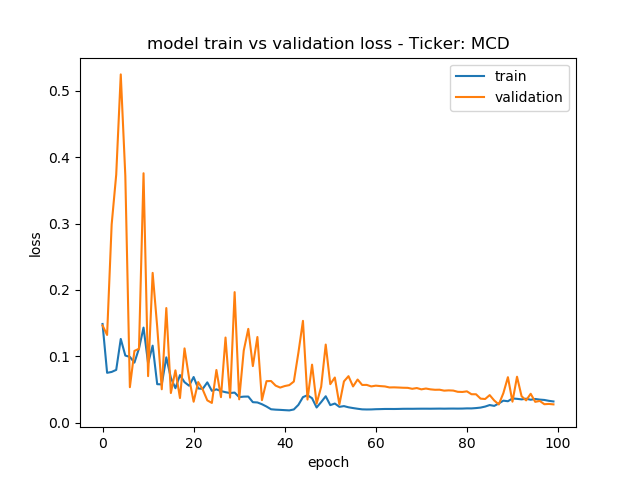 model train vs validation loss - Ticker: MCD
train
validation
loss
0.5
0.4
0.3
0.2
0.1
0.0
0 20 40 60 80 100
epoch